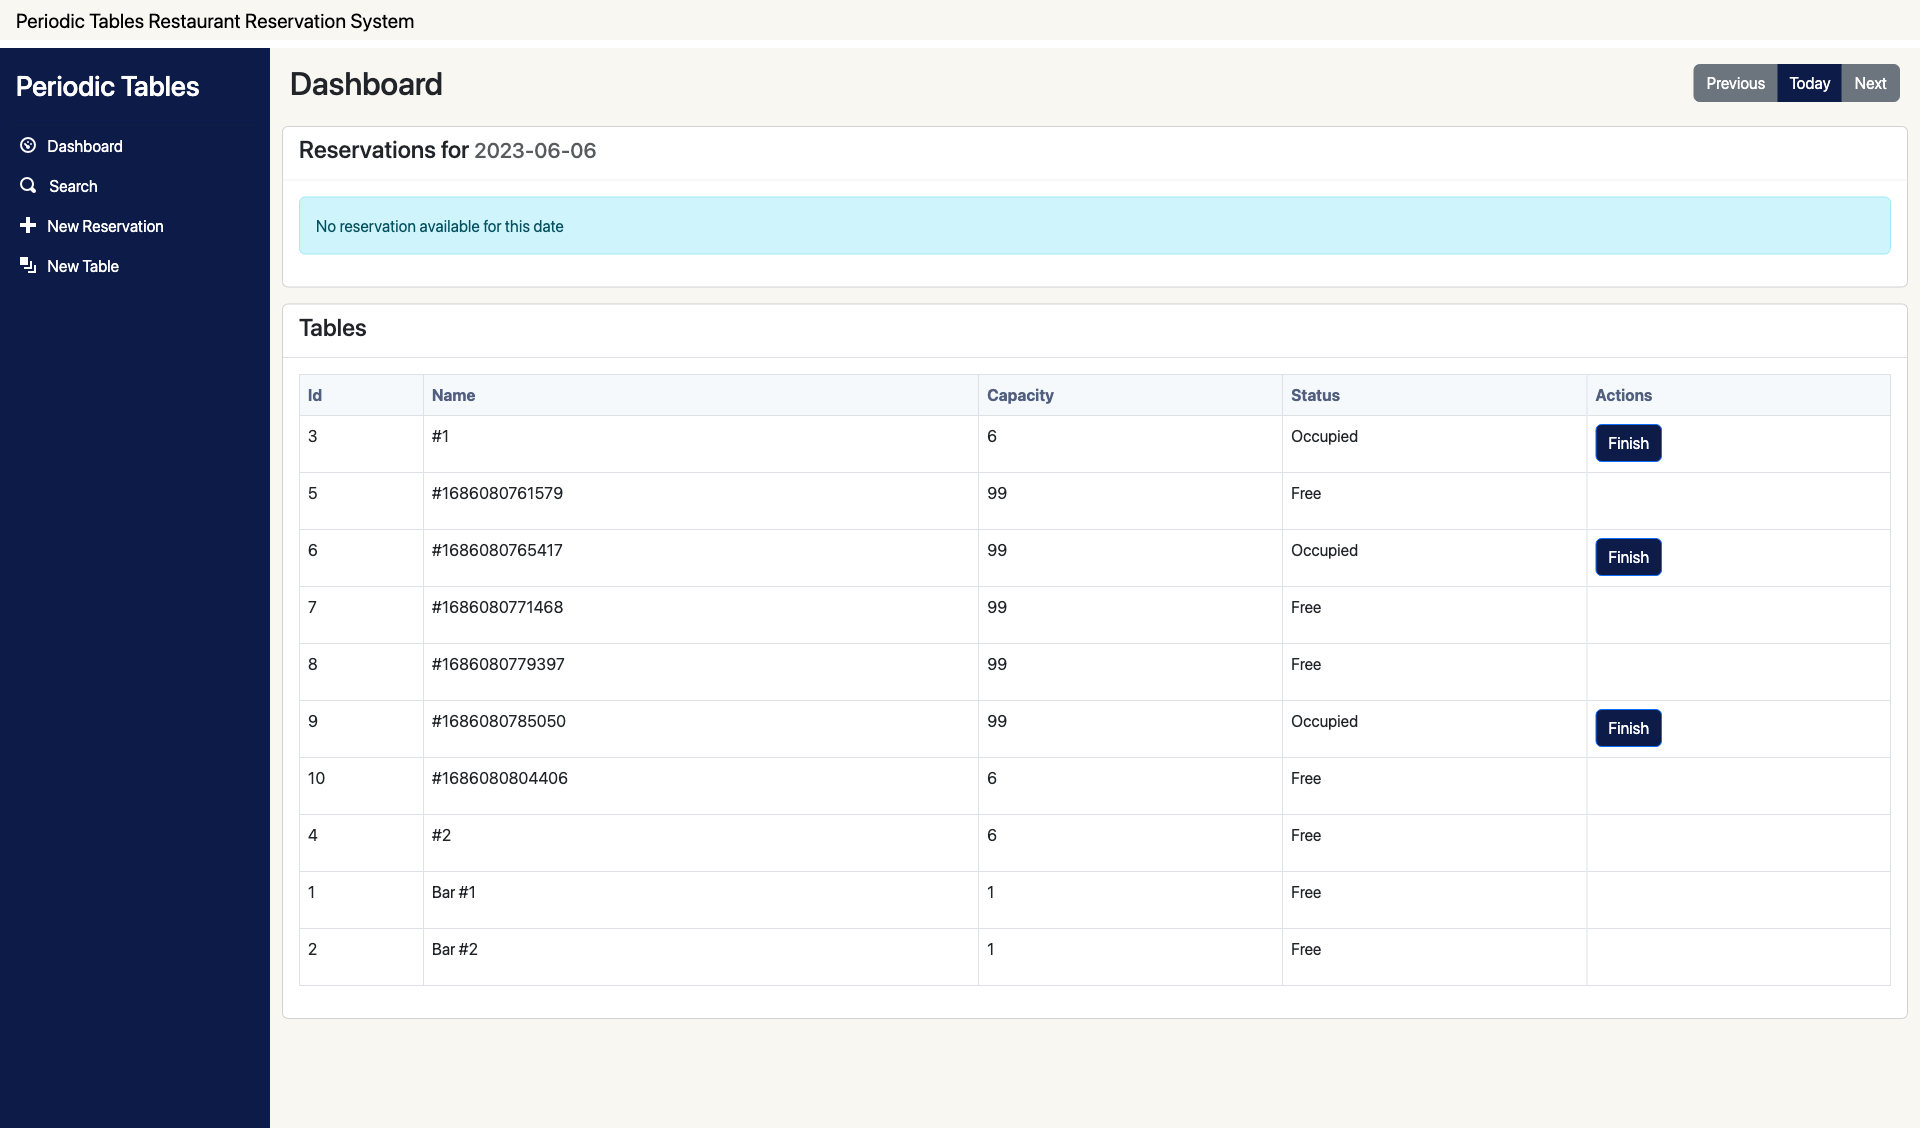 Periodic Tables Restaurant Reservation System
Periodic Tables
Dashboard
Search
New Reservation
New Table
Dashboard
Previous Today Next
Reservations for 2023-06-06
No reservation available for this date
Tables
Id Name Capacity Status Actions
3 #1 6 Occupied Finish
5 #1686080761579 99 Free
6 #1686080765417 99 Occupied Finish
7 #1686080771468 99 Free
8 #1686080779397 99 Free
9 #1686080785050 99 Occupied Finish
10 #1686080804406 6 Free
4 #2 6 Free
1 Bar #1 1 Free
2 Bar #2 1 Free